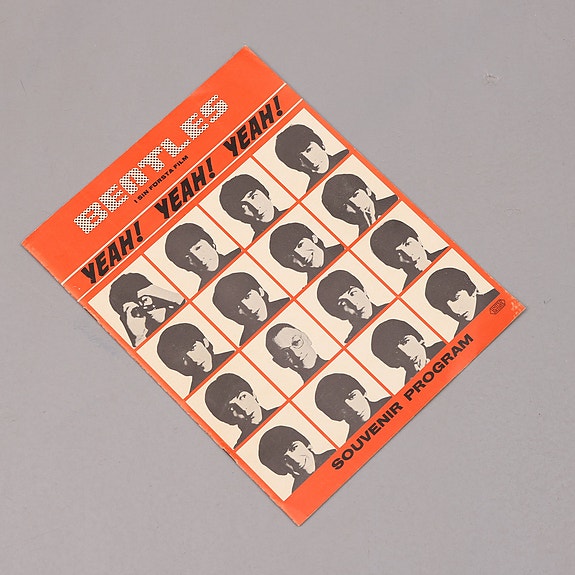 BEATLES
I SIN FÖRSTA FILM
YEAH! YEAH! YEAH!
SOUVENIR PROGRAM